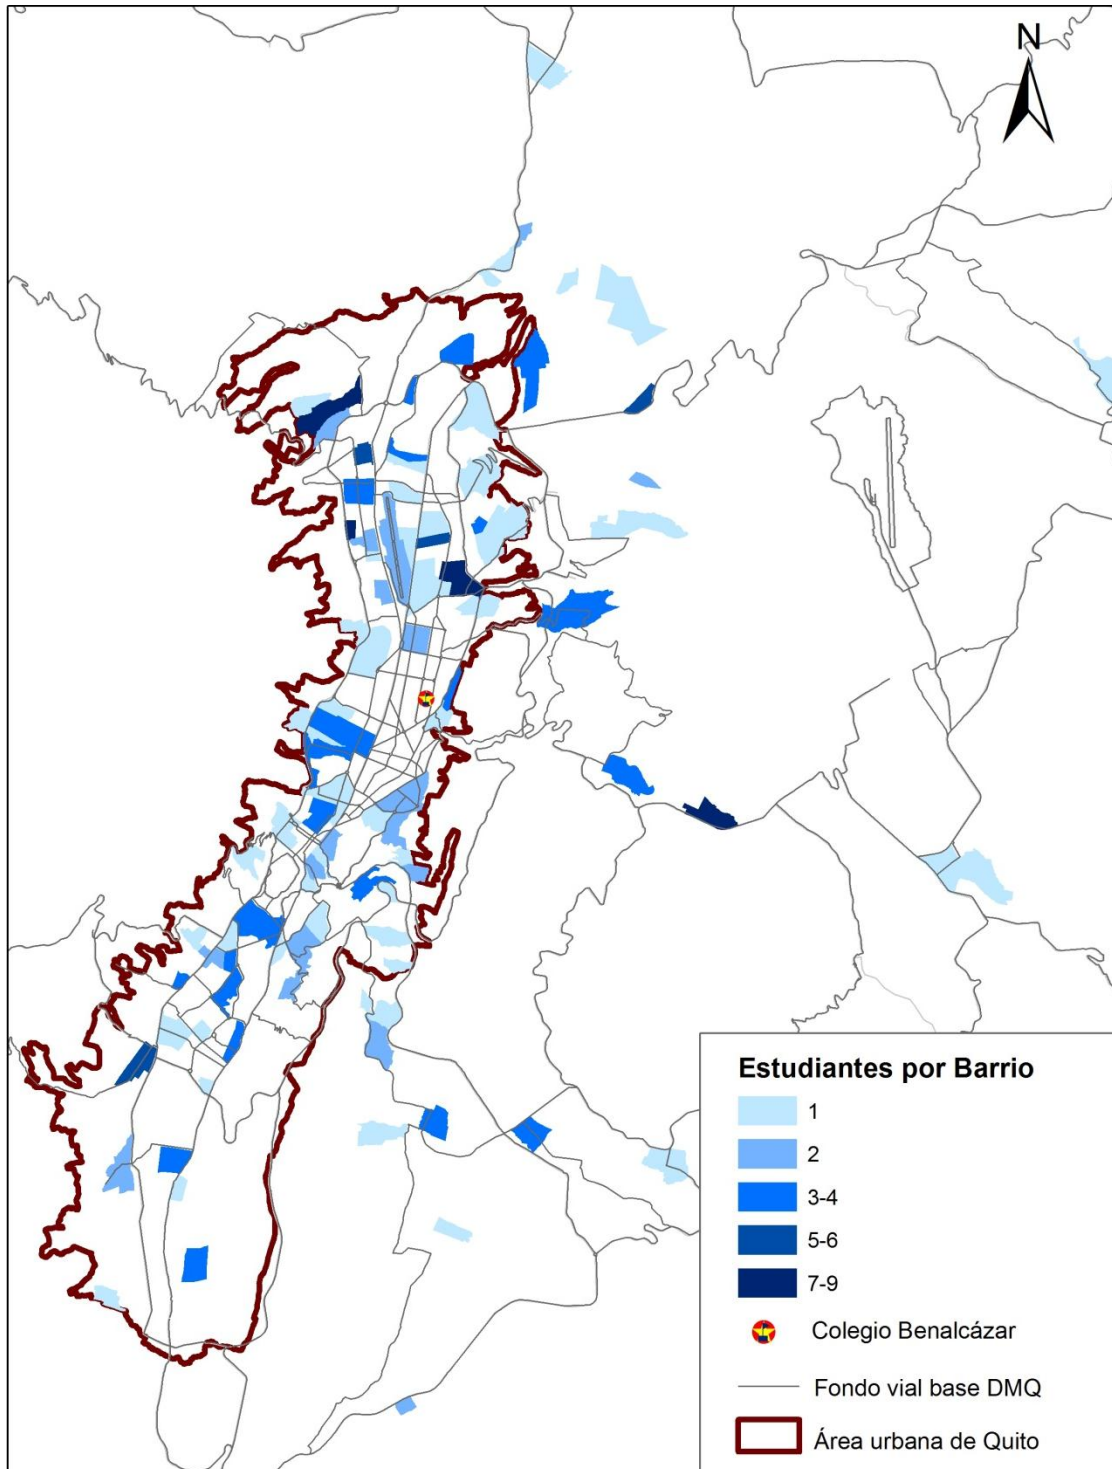 N
Estudiantes por Barrio
1
2
3-4
5-6
7-9
Colegio Benalcázar
Fondo vial base DMQ
Área urbana de Quito